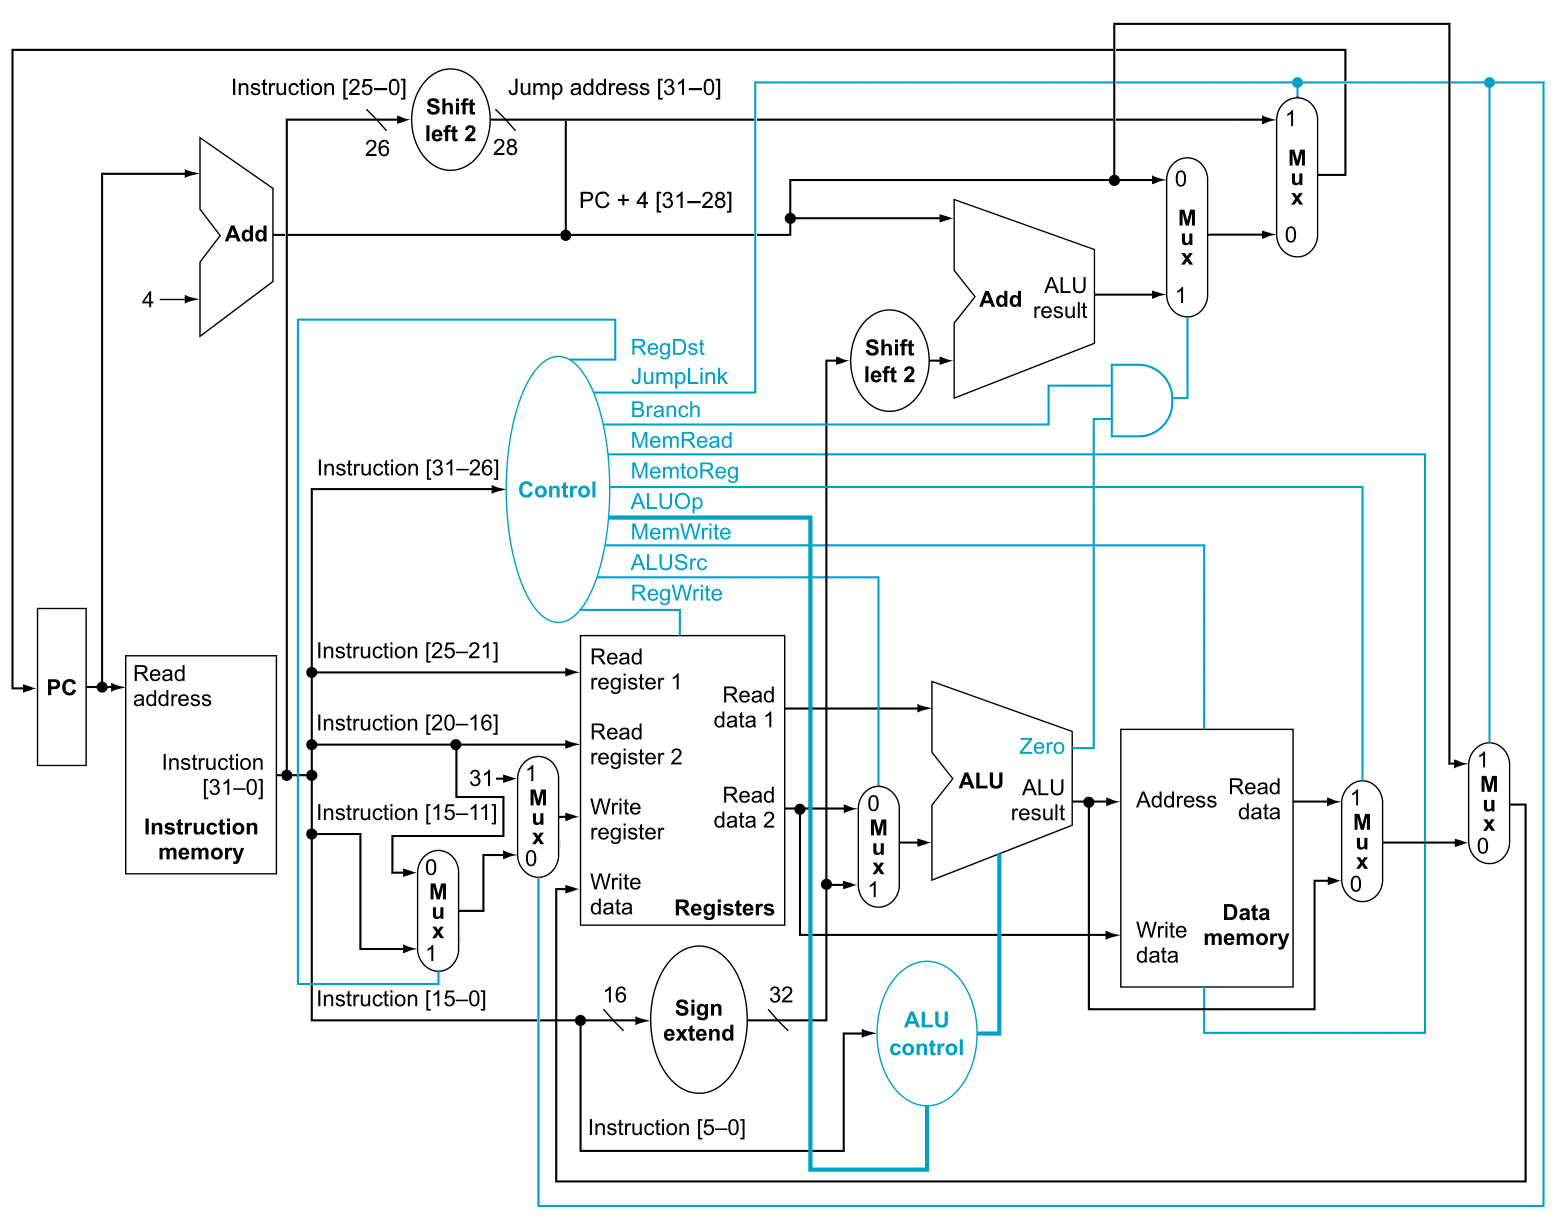 Instruction [25–0]
Shift
left 2
Jump address [31–0]
26
28
1
M
u
x
0
PC + 4 [31–28]
0
M
u
x
1
Add
4
Add
ALU
result
Shift
left 2
RegDst
JumpLink
Branch
MemRead
MemtoReg
ALUOp
MemWrite
ALUSrc
RegWrite
Instruction [31–26]
Control
PC
Read
address
Instruction
[31–0]
Instruction
memory
Instruction [25–21]
Instruction [20–16]
31
1
M
u
x
0
Instruction [15–11]
0
M
u
x
1
Instruction [15–0]
Read
register 1
Read
register 2
Write
register
Write
data
Read
data 1
Read
data 2
Registers
0
M
u
x
1
Zero
ALU
ALU
result
Address
Read
data
Write
data
Data
memory
1
M
u
x
0
1
M
u
x
0
16
Sign
extend
32
ALU
control
Instruction [5–0]